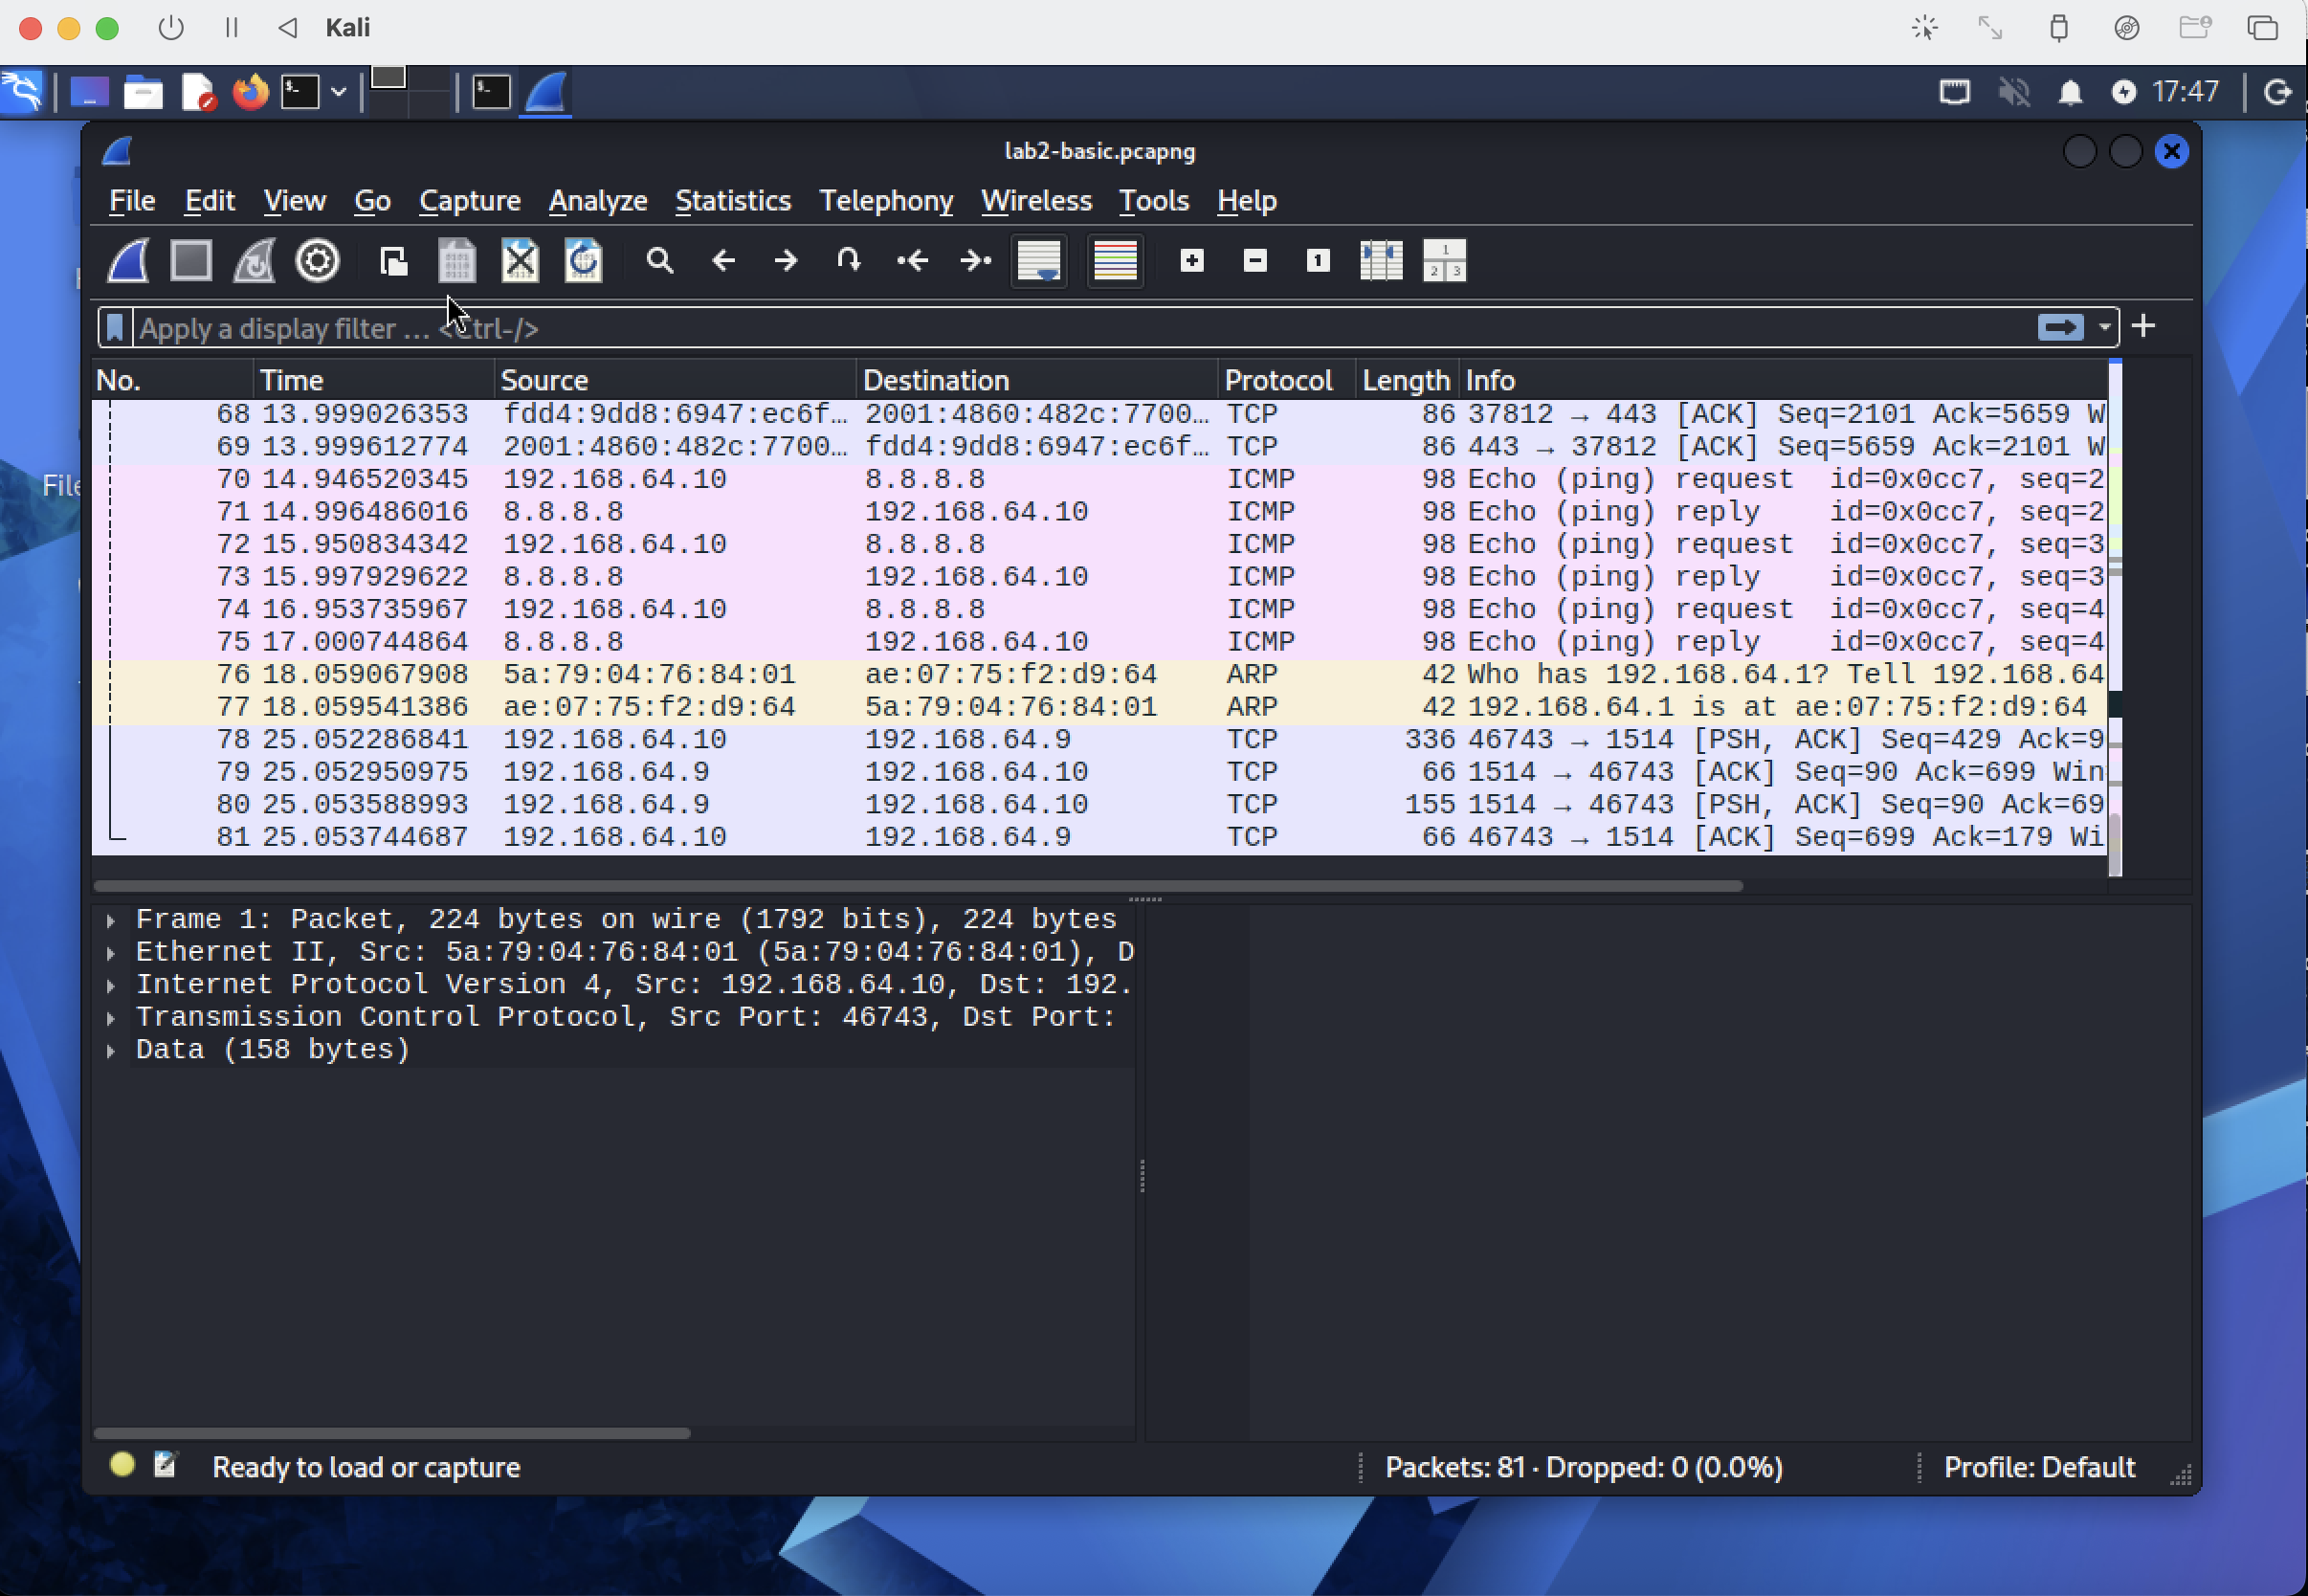 Kali
17:47
File
lab2-basic.pcapng
File Edit View Go Capture Analyze Statistics Telephony Wireless Tools Help
Apply a display filter … <Ctrl-/>
No. Time Source Destination Protocol Length Info
68 13.999026353 fdd4:9dd8:6947:ec6f… 2001:4860:482c:7700… TCP 86 37812 → 443 [ACK] Seq=2101 Ack=5659 W
69 13.999612774 2001:4860:482c:7700… fdd4:9dd8:6947:ec6f… TCP 86 443 → 37812 [ACK] Seq=5659 Ack=2101 W
70 14.946520345 192.168.64.10 8.8.8.8 ICMP 98 Echo (ping) request id=0x0cc7, seq=2
71 14.996486016 8.8.8.8 192.168.64.10 ICMP 98 Echo (ping) reply id=0x0cc7, seq=2
72 15.950834342 192.168.64.10 8.8.8.8 ICMP 98 Echo (ping) request id=0x0cc7, seq=3
73 15.997929622 8.8.8.8 192.168.64.10 ICMP 98 Echo (ping) reply id=0x0cc7, seq=3
74 16.953735967 192.168.64.10 8.8.8.8 ICMP 98 Echo (ping) request id=0x0cc7, seq=4
75 17.000744864 8.8.8.8 192.168.64.10 ICMP 98 Echo (ping) reply id=0x0cc7, seq=4
76 18.059067908 5a:79:04:76:84:01 ae:07:75:f2:d9:64 ARP 42 Who has 192.168.64.1? Tell 192.168.64
77 18.059541386 ae:07:75:f2:d9:64 5a:79:04:76:84:01 ARP 42 192.168.64.1 is at ae:07:75:f2:d9:64
78 25.052286841 192.168.64.10 192.168.64.9 TCP 336 46743 → 1514 [PSH, ACK] Seq=429 Ack=9
79 25.052950975 192.168.64.9 192.168.64.10 TCP 66 1514 → 46743 [ACK] Seq=90 Ack=699 Win
80 25.053588993 192.168.64.9 192.168.64.10 TCP 155 1514 → 46743 [PSH, ACK] Seq=90 Ack=69
81 25.053744687 192.168.64.10 192.168.64.9 TCP 66 46743 → 1514 [ACK] Seq=699 Ack=179 Wi
Frame 1: Packet, 224 bytes on wire (1792 bits), 224 bytes
Ethernet II, Src: 5a:79:04:76:84:01 (5a:79:04:76:84:01), D
Internet Protocol Version 4, Src: 192.168.64.10, Dst: 192.
Transmission Control Protocol, Src Port: 46743, Dst Port:
Data (158 bytes)
Ready to load or capture
Packets: 81 · Dropped: 0 (0.0%)
Profile: Default